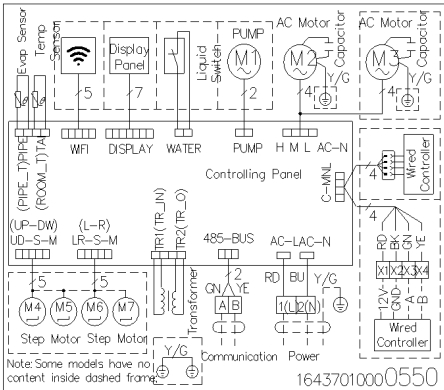 Evap Sensor
Temp Sensor
Display Panel
Liquid Switch
PUMP
M1
AC Motor
M2
Capacitor
Y/G
AC Motor
M3
Capacitor
Y/G
5
7
2
4
4
(PIPE_T)PIPE
(ROOM_T)TA
WIFI
DISPLAY
WATER
PUMP
H M L
AC-N
Controlling Panel
C-MNL
4
4
Wired Controller
(UP-DW)
UD-S-M
(L-R)
LR-S-M
TR1(TR_IN)
TR2(TR_O)
485-BUS
AC-L
AC-N
5
5
Transformer
2
GN
YE
A B
RD
BU
Y/G
1(L)
2(N)
RD
BK
GY
YE
X1 X2 X3 X4
12V
GND
A
B
Wired Controller
M4 M5 M6 M7
Step Motor Step Motor
Y/G
Communication
Power
Note: Some models have no content inside dashed frame.
16437010000550